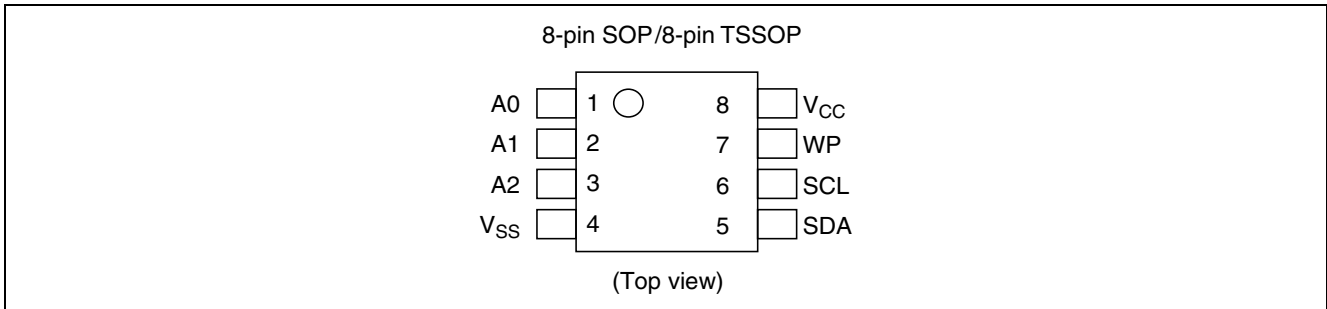 8-pin SOP/8-pin TSSOP
A0 1 8 VCC
A1 2 7 WP
A2 3 6 SCL
VSS 4 5 SDA
(Top view)